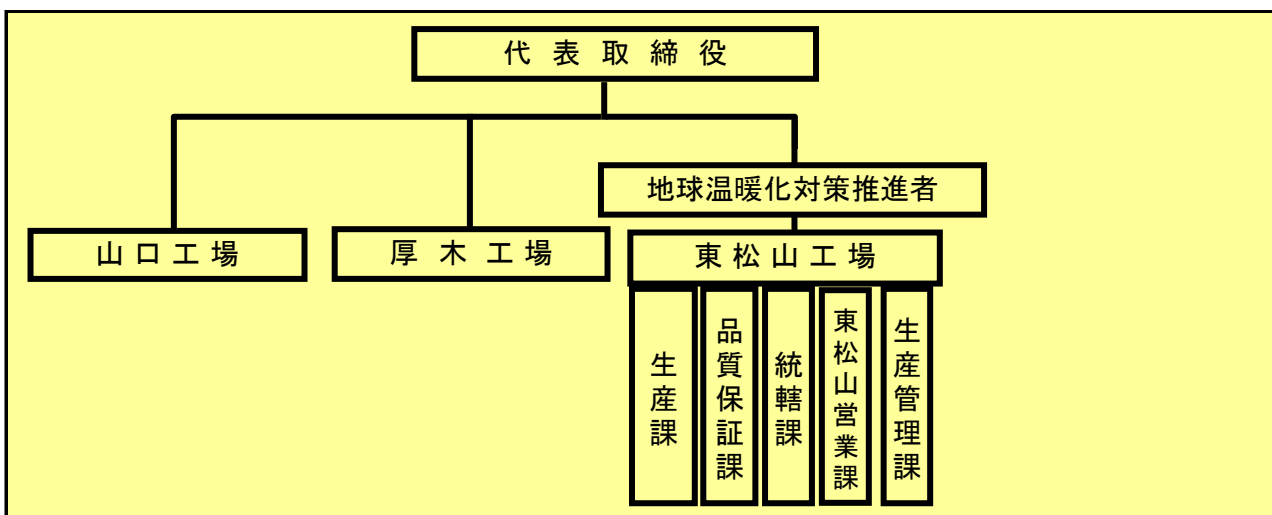 代表取締役
地球温暖化対策推進者
山口工場
厚木工場
東松山工場
生産課
品質保証課
統轄課
東松山営業課
生産管理課